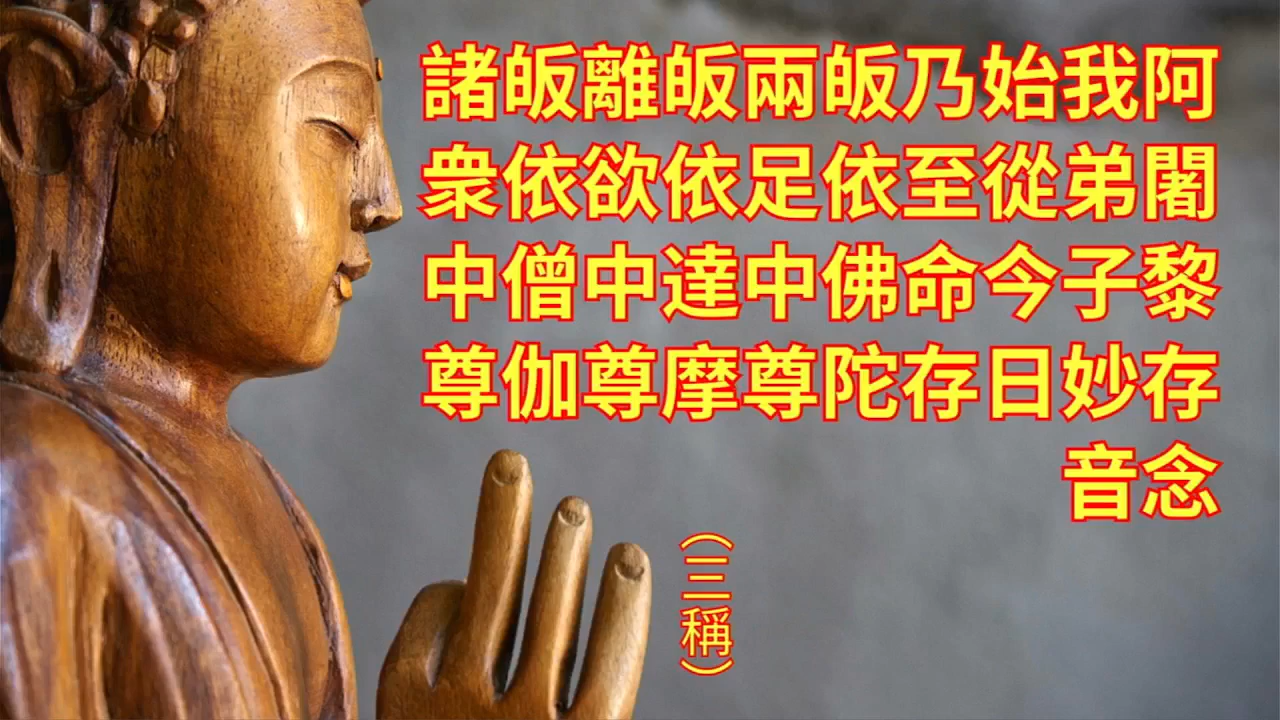 阿闍黎存念
我弟子妙音
始從今日
乃至命存
皈依佛陀
兩足中尊
皈依達摩
離欲中尊
皈依僧伽
諸眾中尊
(三稱)